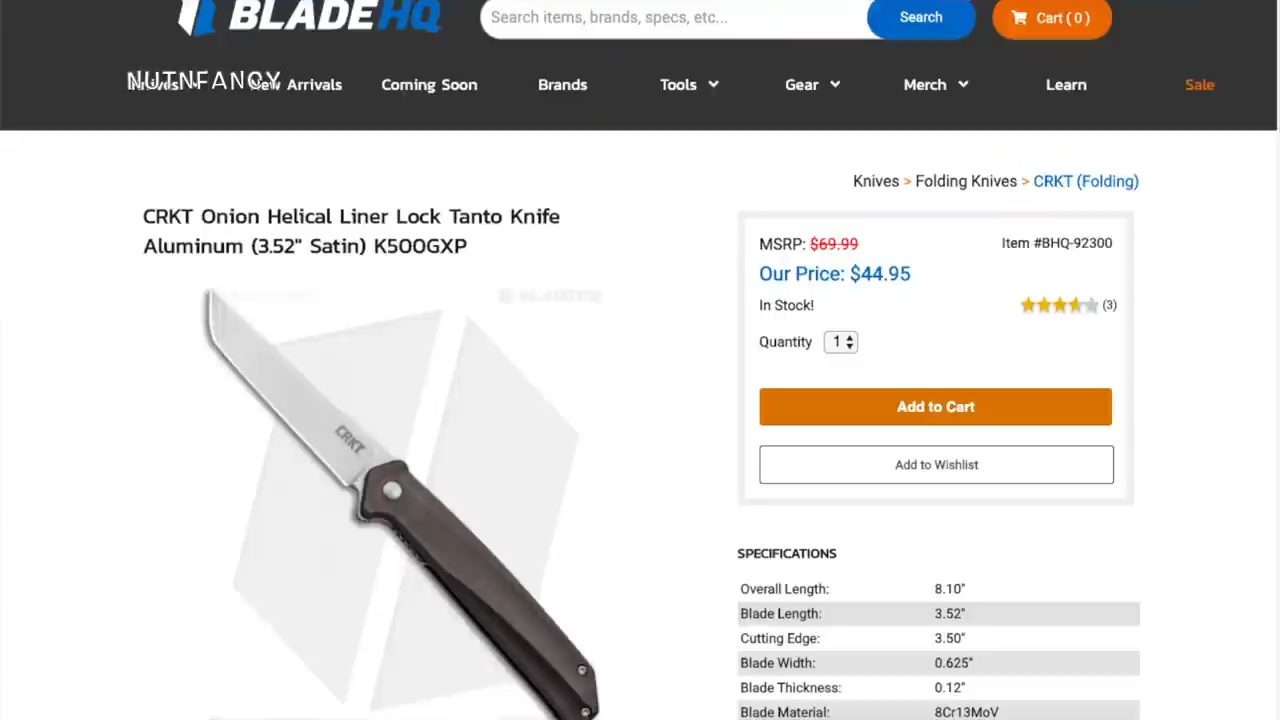 BLADEHQ
Search items, brands, specs, etc...
Search
Cart ( 0 )
NUTNFANCY
Knives
New Arrivals
Coming Soon
Brands
Tools
Gear
Merch
Learn
Sale
Knives > Folding Knives > CRKT (Folding)
CRKT Onion Helical Liner Lock Tanto Knife
Aluminum (3.52" Satin) K500GXP
MSRP: $69.99
Item #BHQ-92300
Our Price: $44.95
In Stock!
(3)
Quantity
1
Add to Cart
Add to Wishlist
BLADEHQ
CRKT
SPECIFICATIONS
Overall Length: 8.10"
Blade Length: 3.52"
Cutting Edge: 3.50"
Blade Width: 0.625"
Blade Thickness: 0.12"
Blade Material: 8Cr13MoV